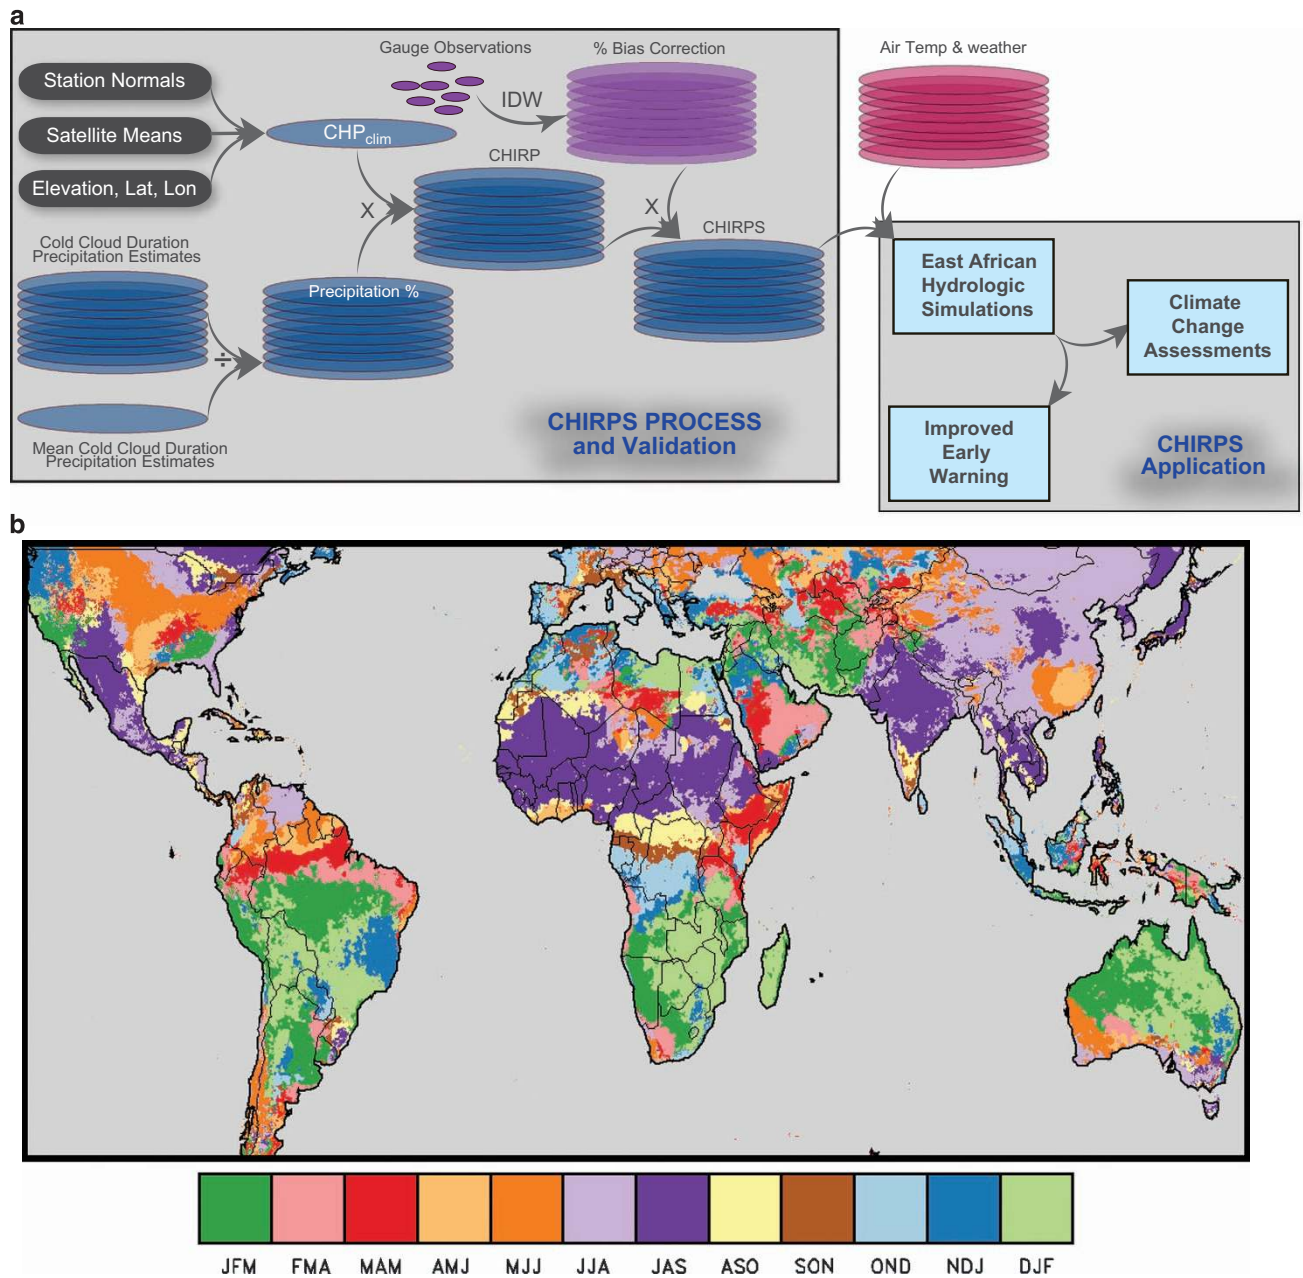 a
Gauge Observations
% Bias Correction
Air Temp & weather
Station Normals
Satellite Means
Elevation, Lat, Lon
IDW
CHPclim
CHIRP
X
X
CHIRPS
Cold Cloud Duration
Precipitation Estimates
Precipitation %
÷
Mean Cold Cloud Duration
Precipitation Estimates
CHIRPS PROCESS
and Validation
East African
Hydrologic
Simulations
Climate
Change
Assessments
Improved
Early
Warning
CHIRPS
Application
b
JFM FMA MAM AMJ MJJ JJA JAS ASO SON OND NDJ DJF